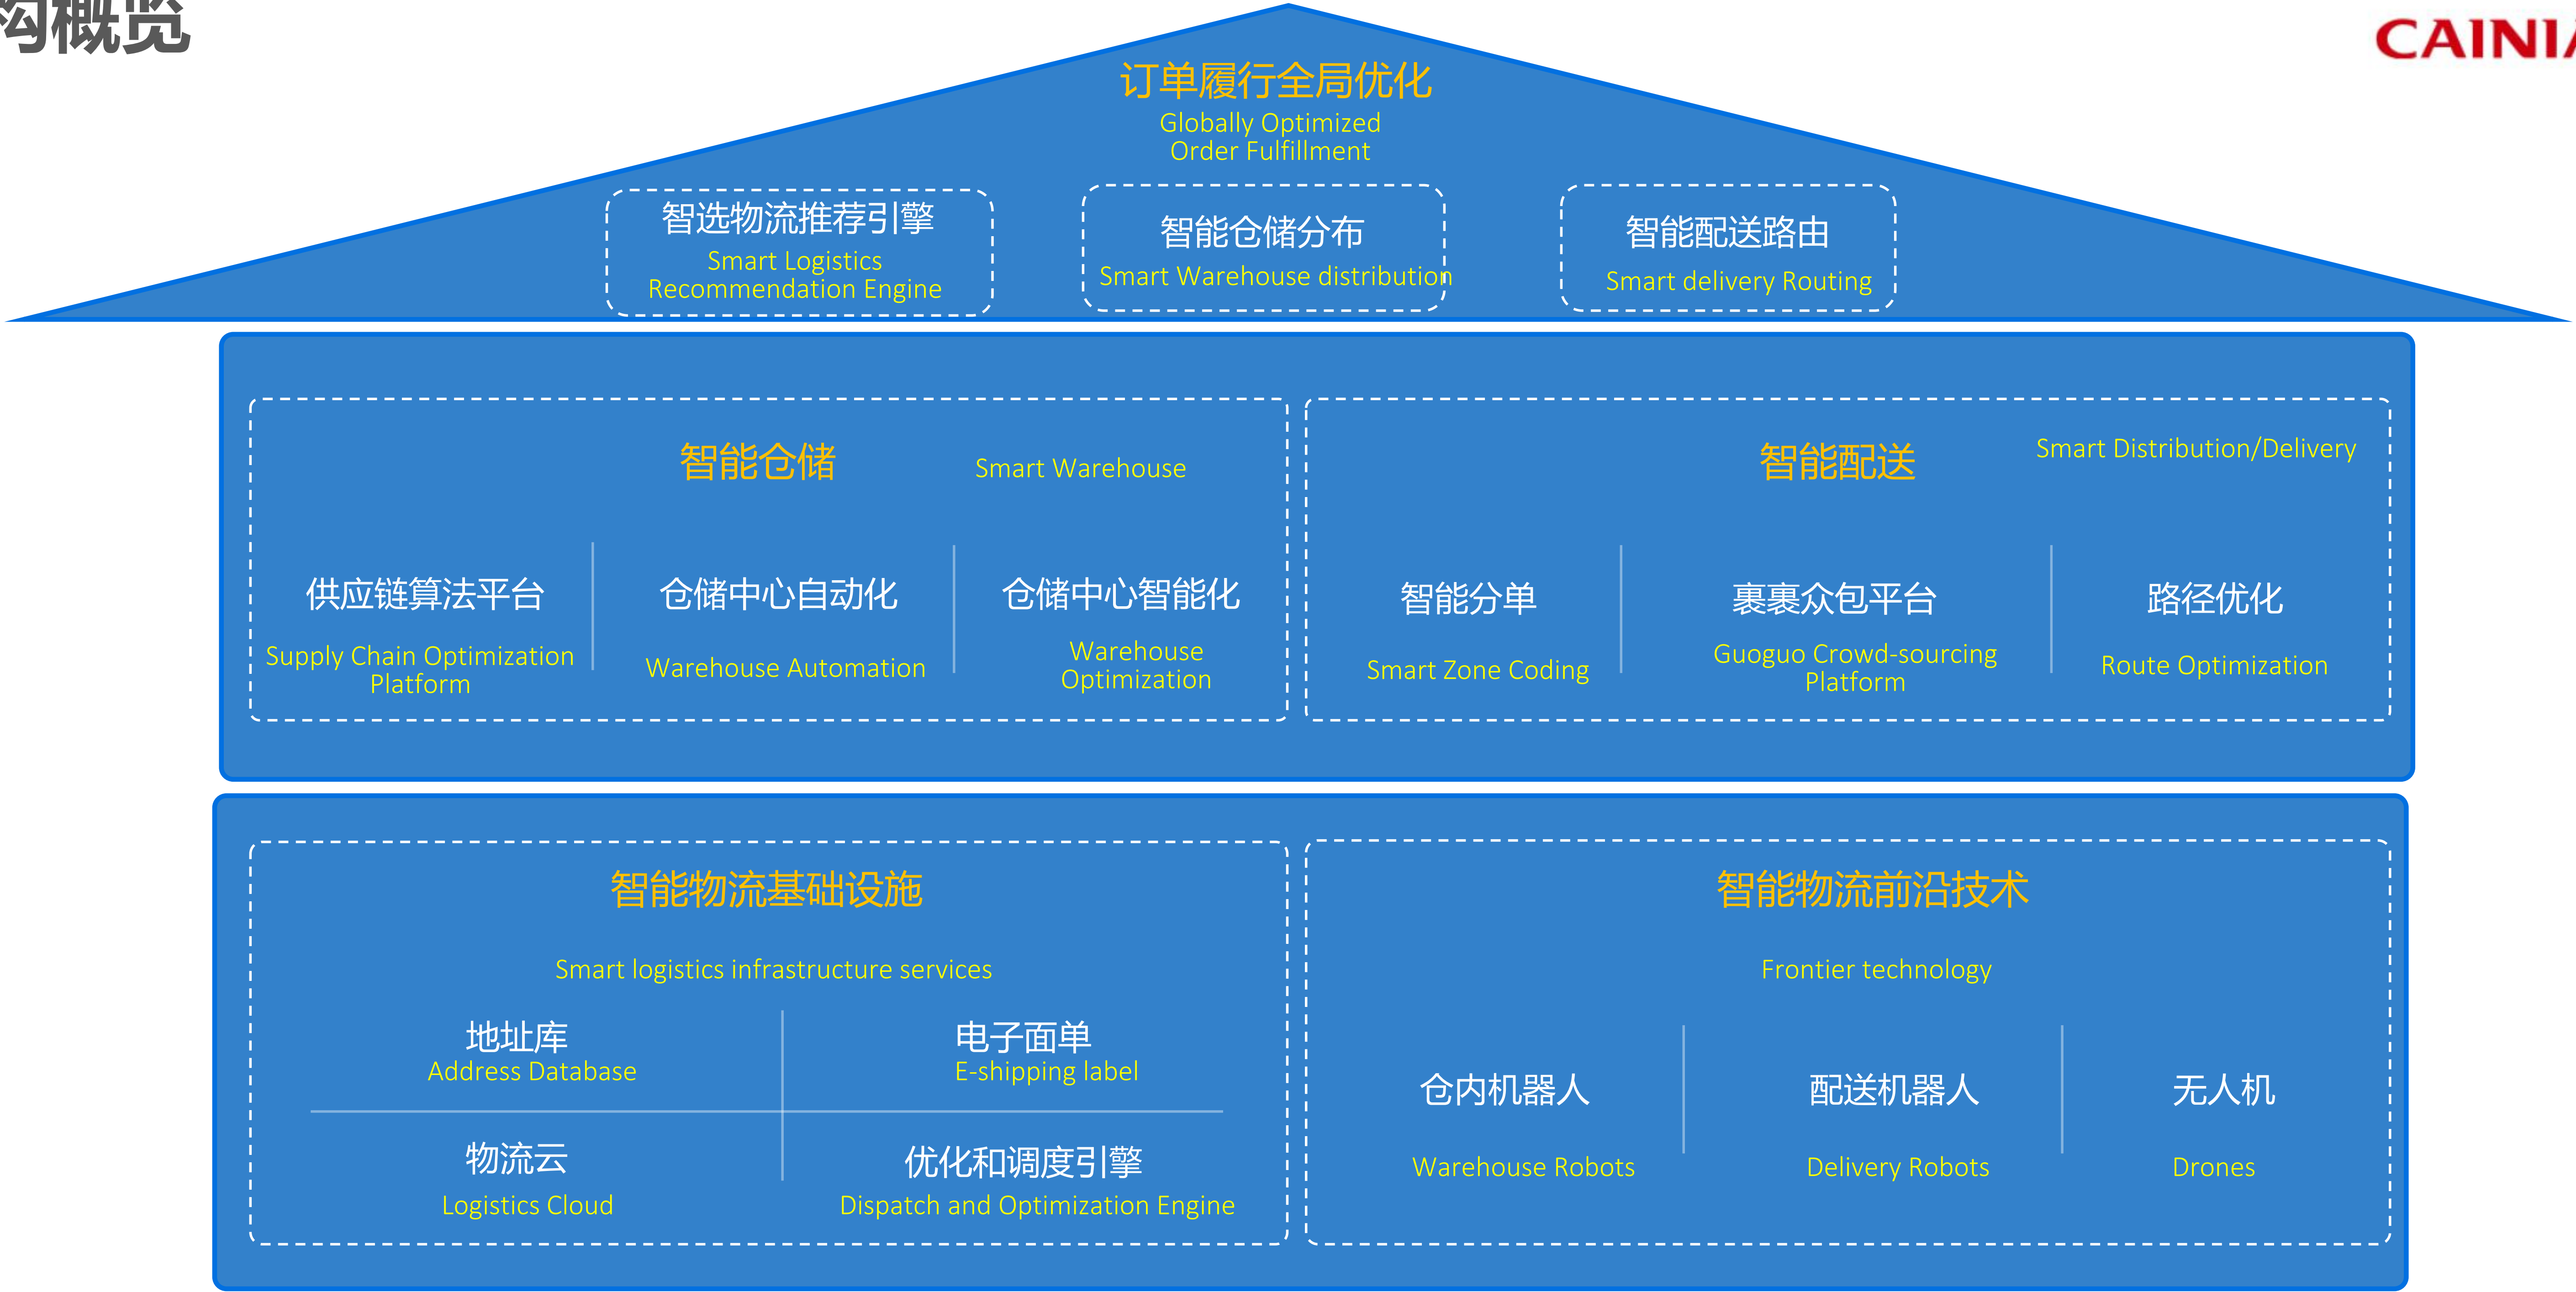 构概览
CAINIA
订单履行全局优化
Globally Optimized
Order Fulfillment
智选物流推荐引擎
Smart Logistics
Recommendation Engine
智能仓储分布
Smart Warehouse distribution
智能配送路由
Smart delivery Routing
智能仓储
Smart Warehouse
供应链算法平台
Supply Chain Optimization
Platform
仓储中心自动化
Warehouse Automation
仓储中心智能化
Warehouse
Optimization
智能配送
Smart Distribution/Delivery
智能分单
Smart Zone Coding
裹裹众包平台
Guoguo Crowd-sourcing
Platform
路径优化
Route Optimization
智能物流基础设施
Smart logistics infrastructure services
地址库
Address Database
电子面单
E-shipping label
物流云
Logistics Cloud
优化和调度引擎
Dispatch and Optimization Engine
智能物流前沿技术
Frontier technology
仓内机器人
Warehouse Robots
配送机器人
Delivery Robots
无人机
Drones